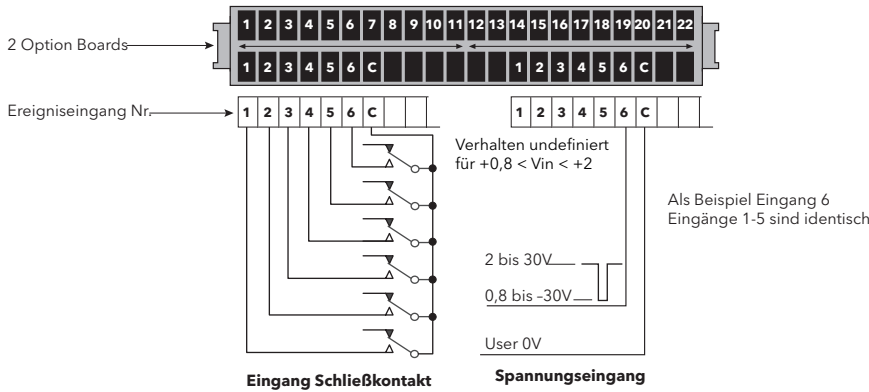 1 2 3 4 5 6 7 8 9 10 11 12 13 14 15 16 17 18 19 20 21 22
2 Option Boards
1 2 3 4 5 6 C 1 2 3 4 5 6 C
Ereigniseingang Nr.
1 2 3 4 5 6 C 1 2 3 4 5 6 C
Verhalten undefiniert
für +0,8 < Vin < +2
Als Beispiel Eingang 6
Eingänge 1-5 sind identisch
2 bis 30V
0,8 bis –30V
User 0V
Eingang Schließkontakt
Spannungseingang